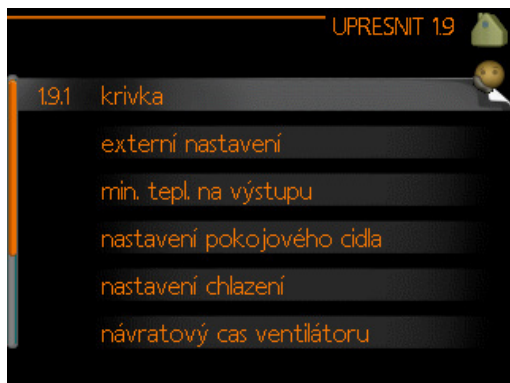 UPRESNIT 1.9
1.9.1 krivka
externí nastavení
min. tepl. na výstupu
nastavení pokojového cidla
nastavení chlazení
návratový cas ventilátoru